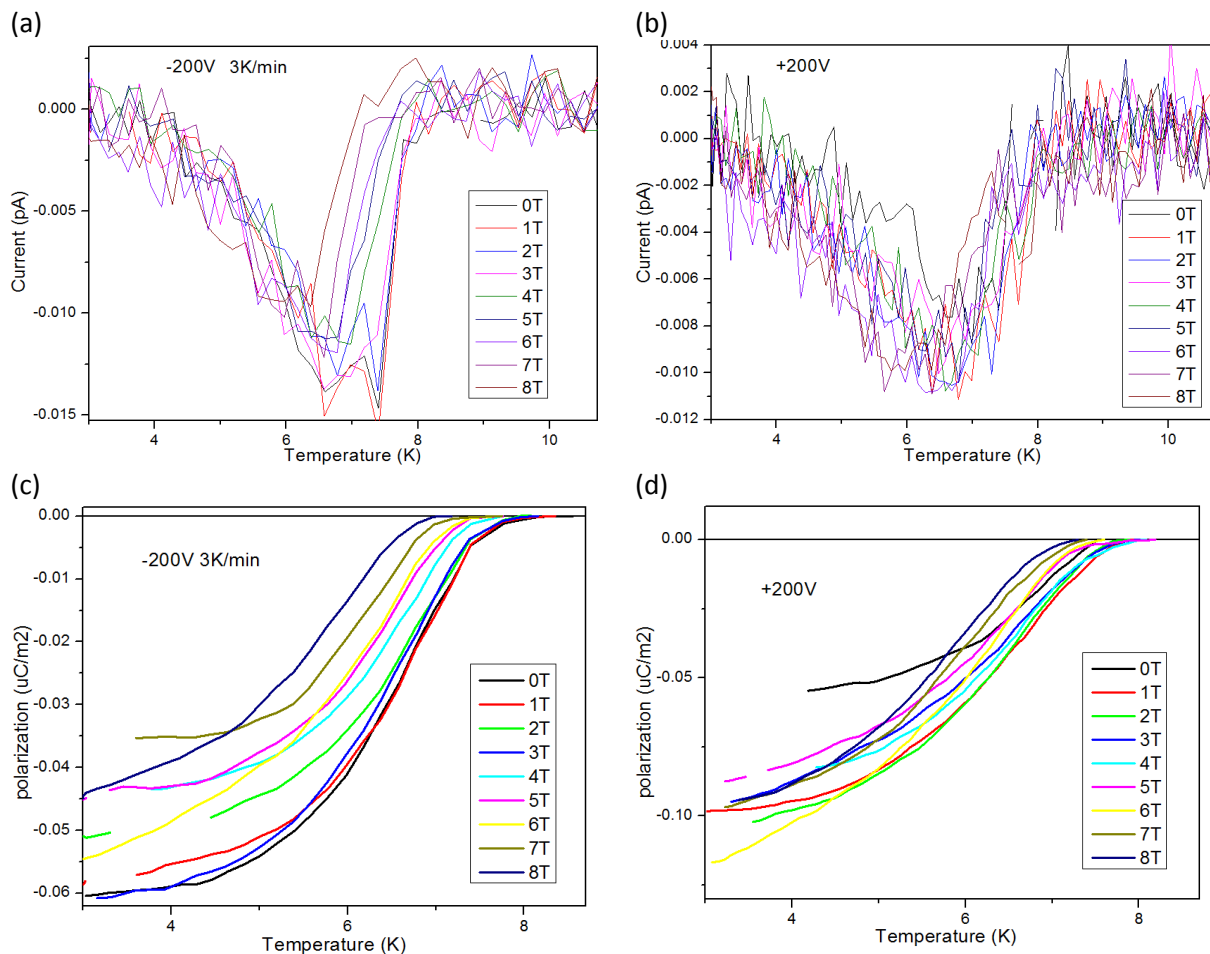 (a)
-200V 3K/min
0.000
-0.005
-0.010
-0.015
Current (pA)
4 6 8 10
Temperature (K)
0T
1T
2T
3T
4T
5T
6T
7T
8T
(b)
+200V
0.004
0.002
0.000
-0.002
-0.004
-0.006
-0.008
-0.010
-0.012
Current (pA)
4 6 8 10
Temperature (K)
0T
1T
2T
3T
4T
5T
6T
7T
8T
(c)
-200V 3K/min
0.00
-0.01
-0.02
-0.03
-0.04
-0.05
-0.06
polarization (uC/m2)
4 6 8
Temperature (K)
0T
1T
2T
3T
4T
5T
6T
7T
8T
(d)
+200V
0.00
-0.05
-0.10
polarization (uC/m2)
4 6 8
Temperature (K)
0T
1T
2T
3T
4T
5T
6T
7T
8T